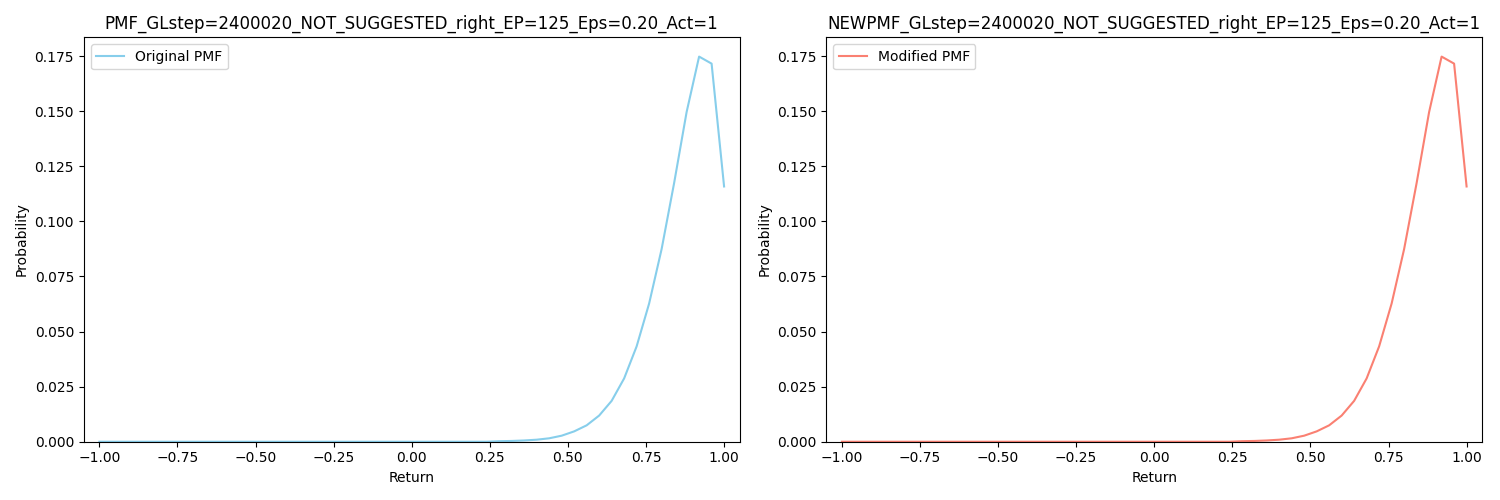 PMF_GLstep=2400020_NOT_SUGGESTED_right_EP=125_Eps=0.20_Act=1
Original PMF
Probability
0.175
0.150
0.125
0.100
0.075
0.050
0.025
0.000
−1.00 −0.75 −0.50 −0.25 0.00 0.25 0.50 0.75 1.00
Return
NEWPMF_GLstep=2400020_NOT_SUGGESTED_right_EP=125_Eps=0.20_Act=1
Modified PMF
Probability
0.175
0.150
0.125
0.100
0.075
0.050
0.025
0.000
−1.00 −0.75 −0.50 −0.25 0.00 0.25 0.50 0.75 1.00
Return